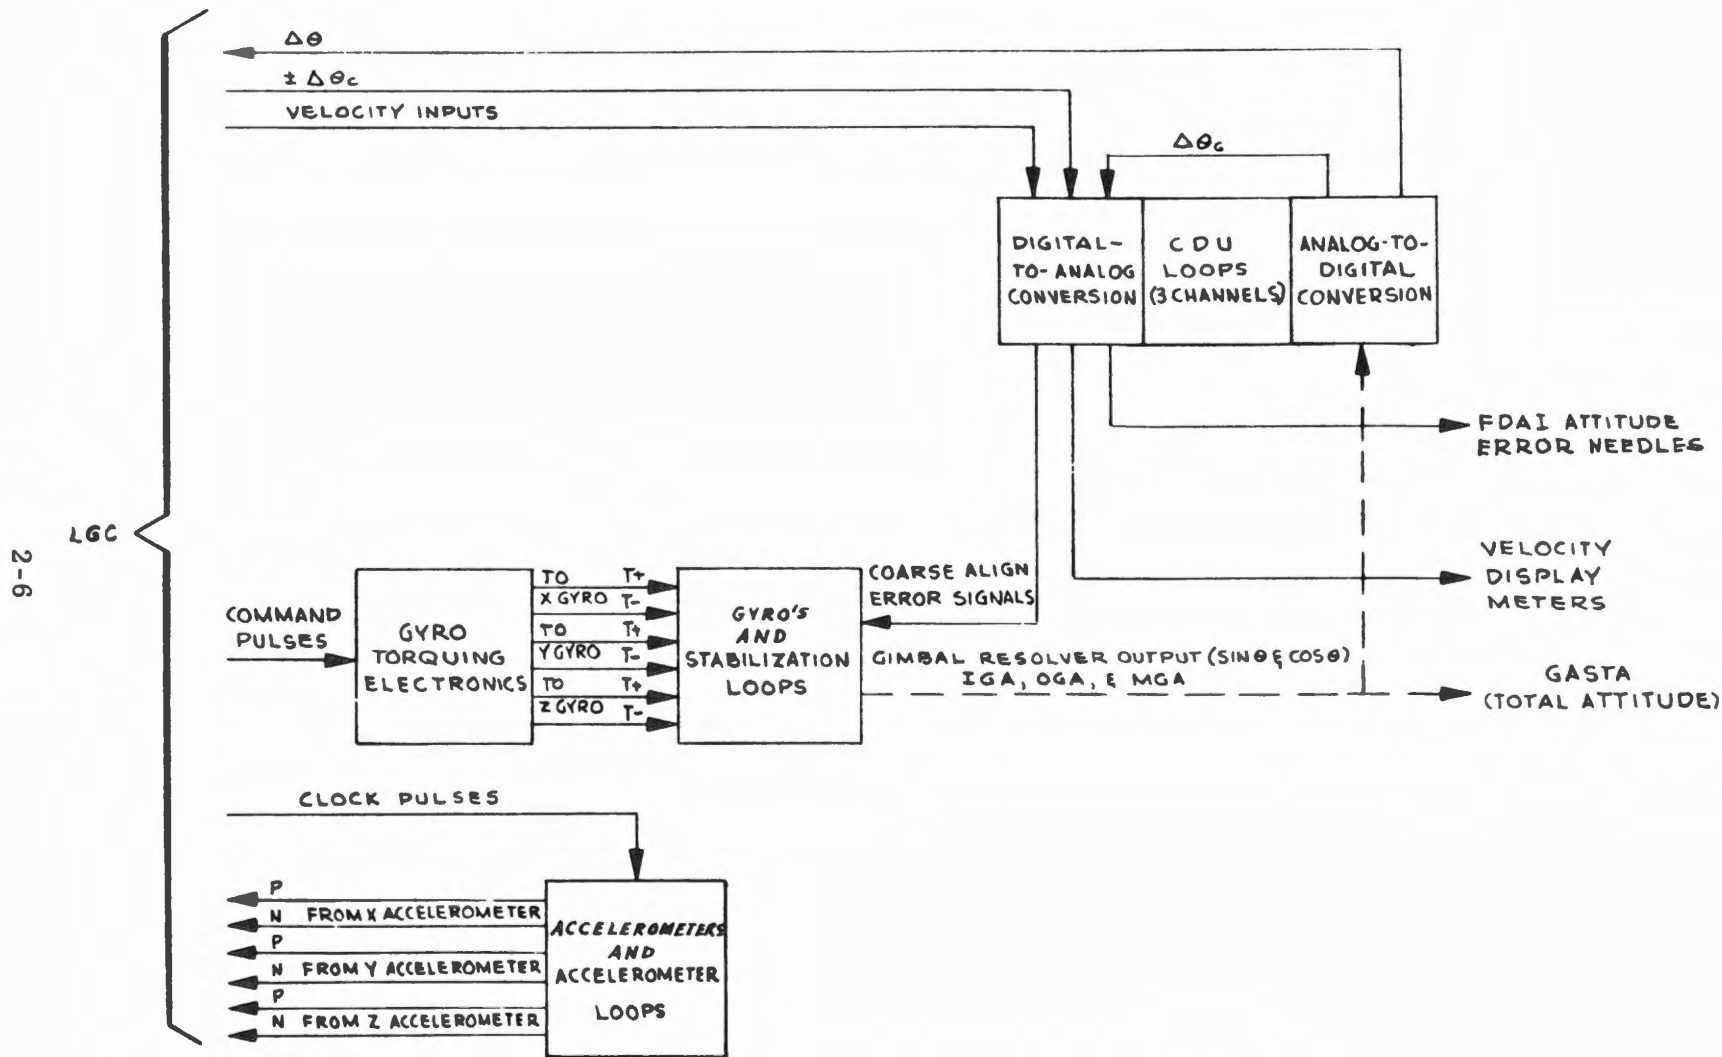 Δθ
± Δθc
VELOCITY INPUTS
ΔθG
DIGITAL-
TO-ANALOG
CONVERSION
CDU
LOOPS
(3 CHANNELS)
ANALOG-TO-
DIGITAL
CONVERSION
FDAI ATTITUDE
ERROR NEEDLES
VELOCITY
DISPLAY
METERS
LGC
2-6
COMMAND
PULSES
GYRO
TORQUING
ELECTRONICS
TO T+
X GYRO T-
TO T+
Y GYRO T-
TO T+
Z GYRO T-
GYRO'S
AND
STABILIZATION
LOOPS
COARSE ALIGN
ERROR SIGNALS
GIMBAL RESOLVER OUTPUT (SINθ & COSθ)
IGA, OGA, & MGA
GASTA
(TOTAL ATTITUDE)
CLOCK PULSES
P
N FROM X ACCELEROMETER
P
N FROM Y ACCELEROMETER
P
N FROM Z ACCELEROMETER
ACCELEROMETERS
AND
ACCELEROMETER
LOOPS